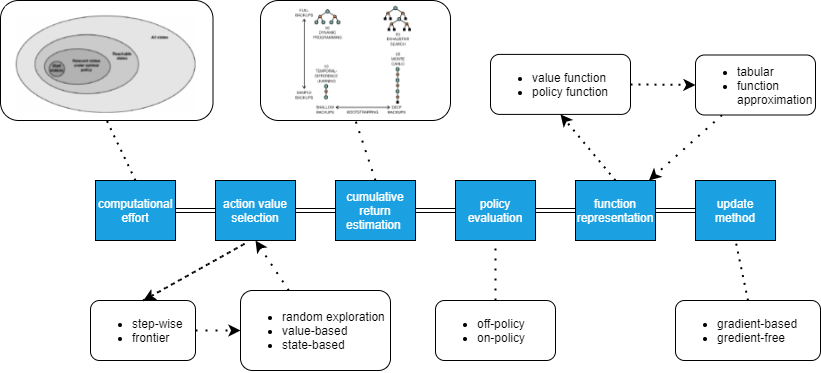 All states
Reachable
states
Relevant states
under optimal
policy
Start
states
FULL
BACKUPS
DYNAMIC
PROGRAMMING
EXHAUSTIVE
SEARCH
TEMPORAL-
DIFFERENCE
LEARNING
MONTE
CARLO
SAMPLE
BACKUPS
SHALLOW
BACKUPS
BOOTSTRAPPING
DEEP
BACKUPS
value function
policy function
tabular
function
approximation
computational
effort
action value
selection
cumulative
return
estimation
policy
evaluation
function
representation
update
method
step-wise
frontier
random exploration
value-based
state-based
off-policy
on-policy
gradient-based
gredient-free